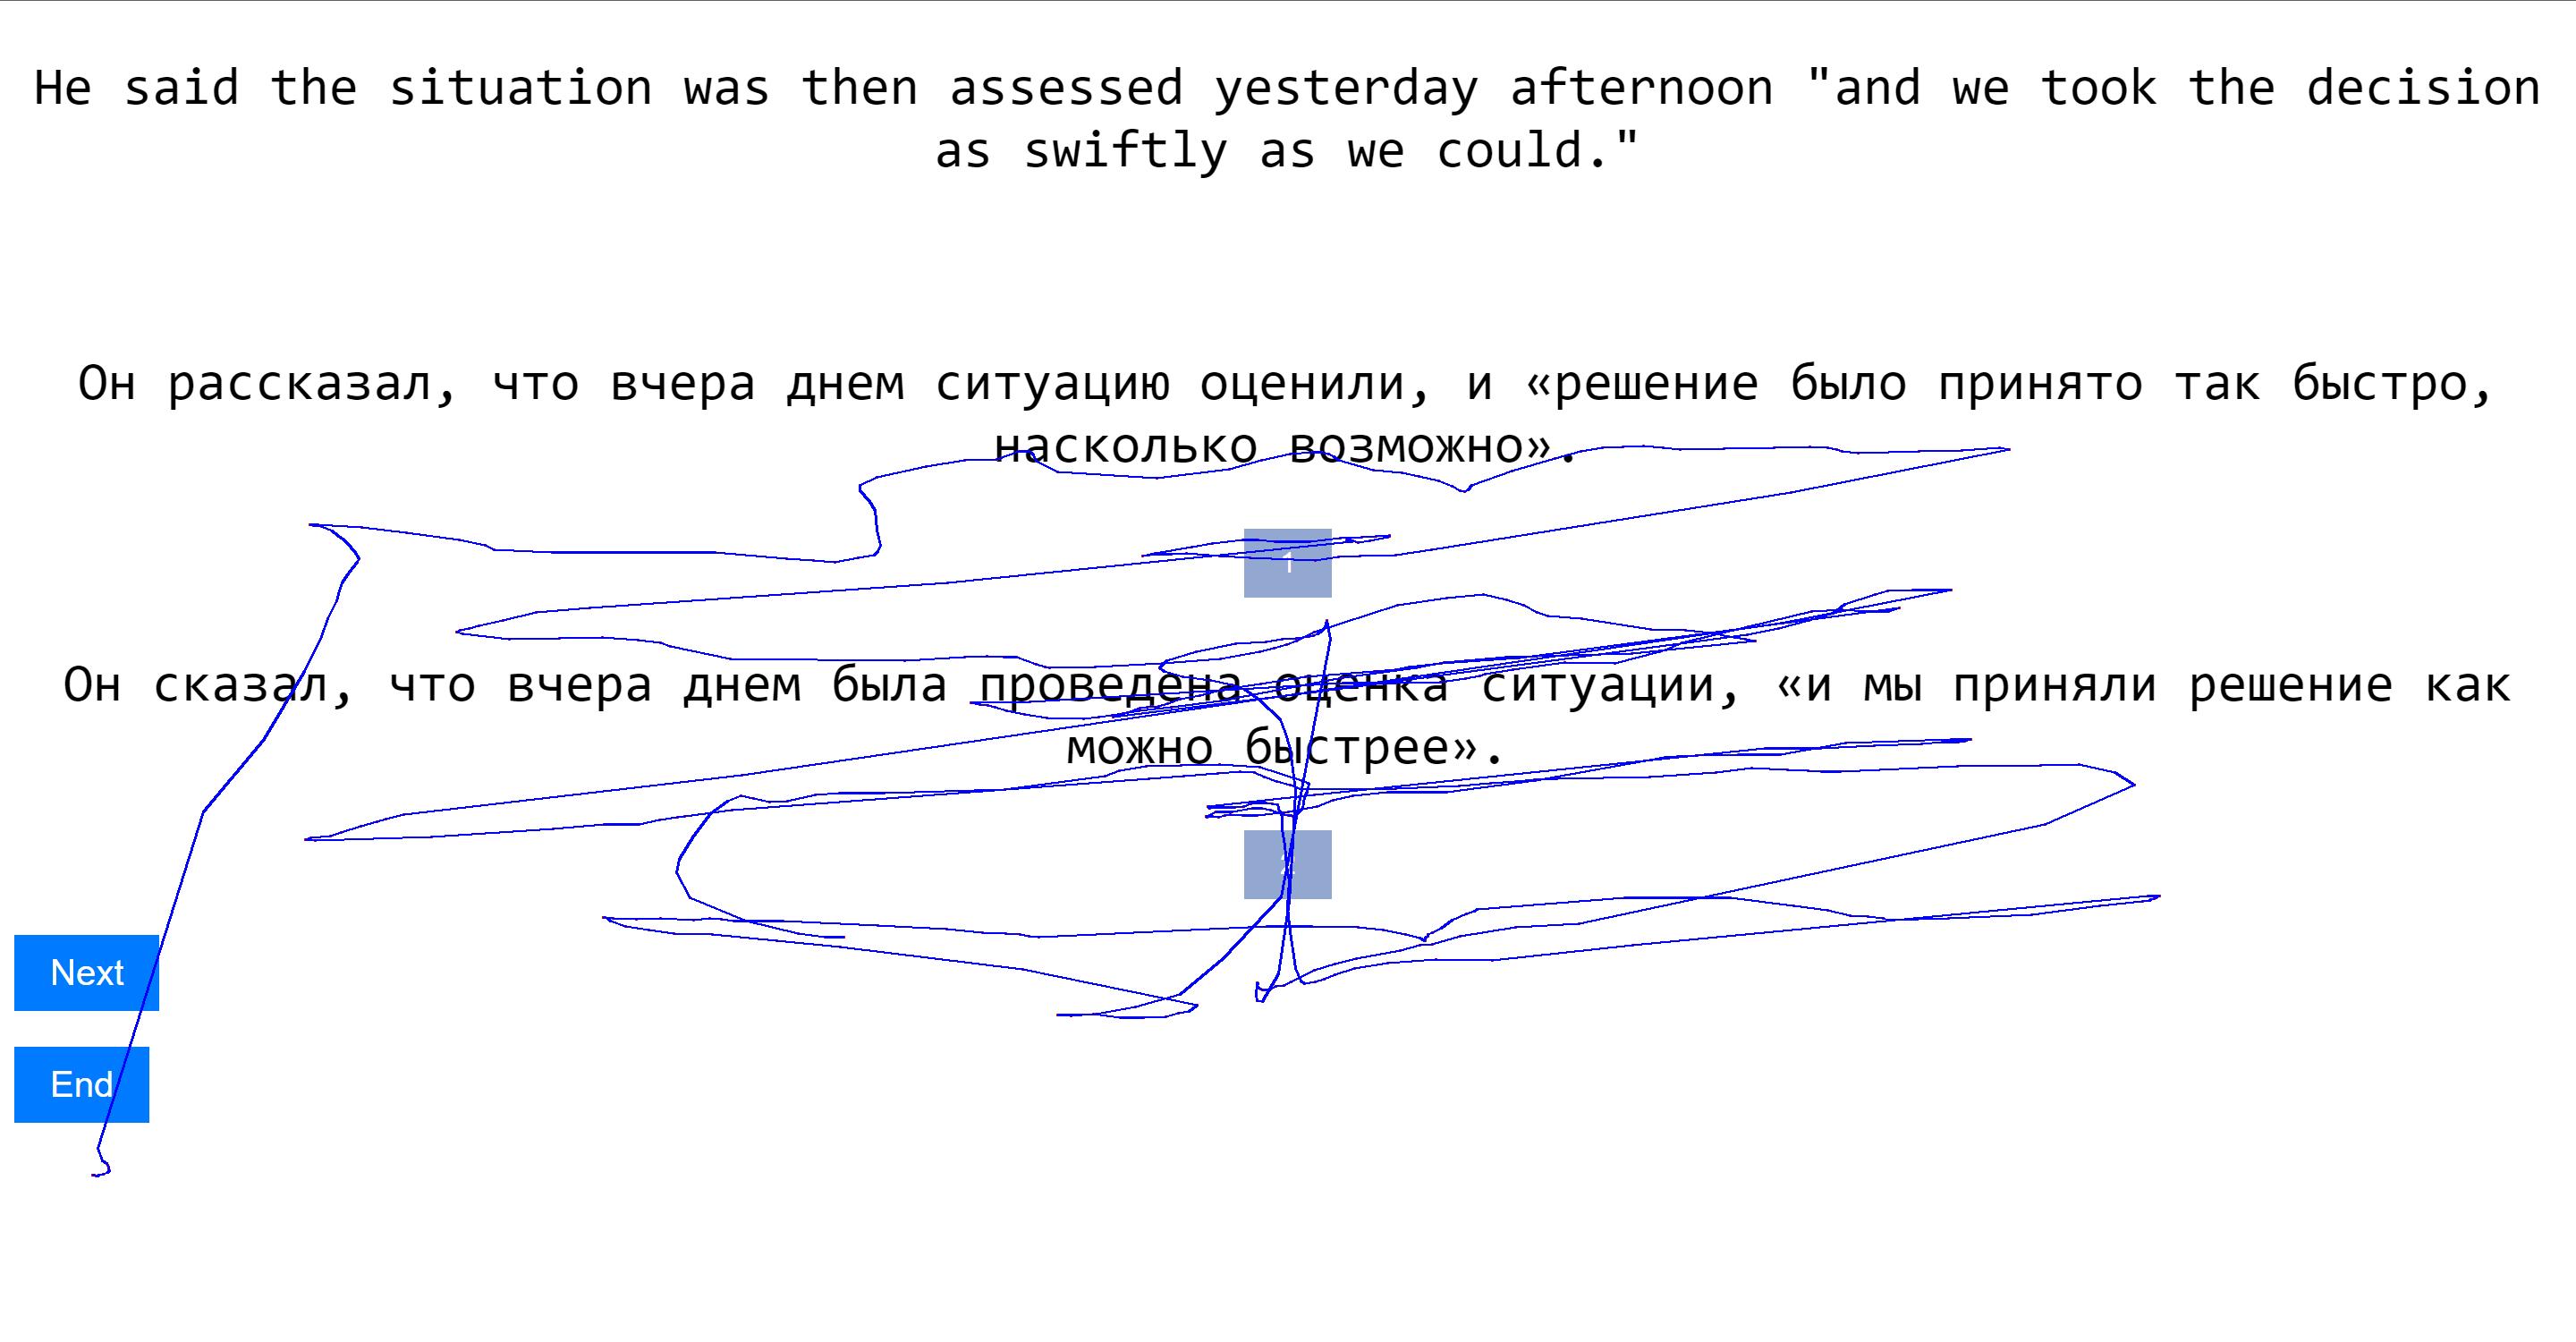 He said the situation was then assessed yesterday afternoon "and we took the decision
as swiftly as we could."
Он рассказал, что вчера днем ситуацию оценили, и «решение было принято так быстро,
насколько возможно».
1
Он сказал, что вчера днем была проведена оценка ситуации, «и мы приняли решение как
можно быстрее».
Next
End